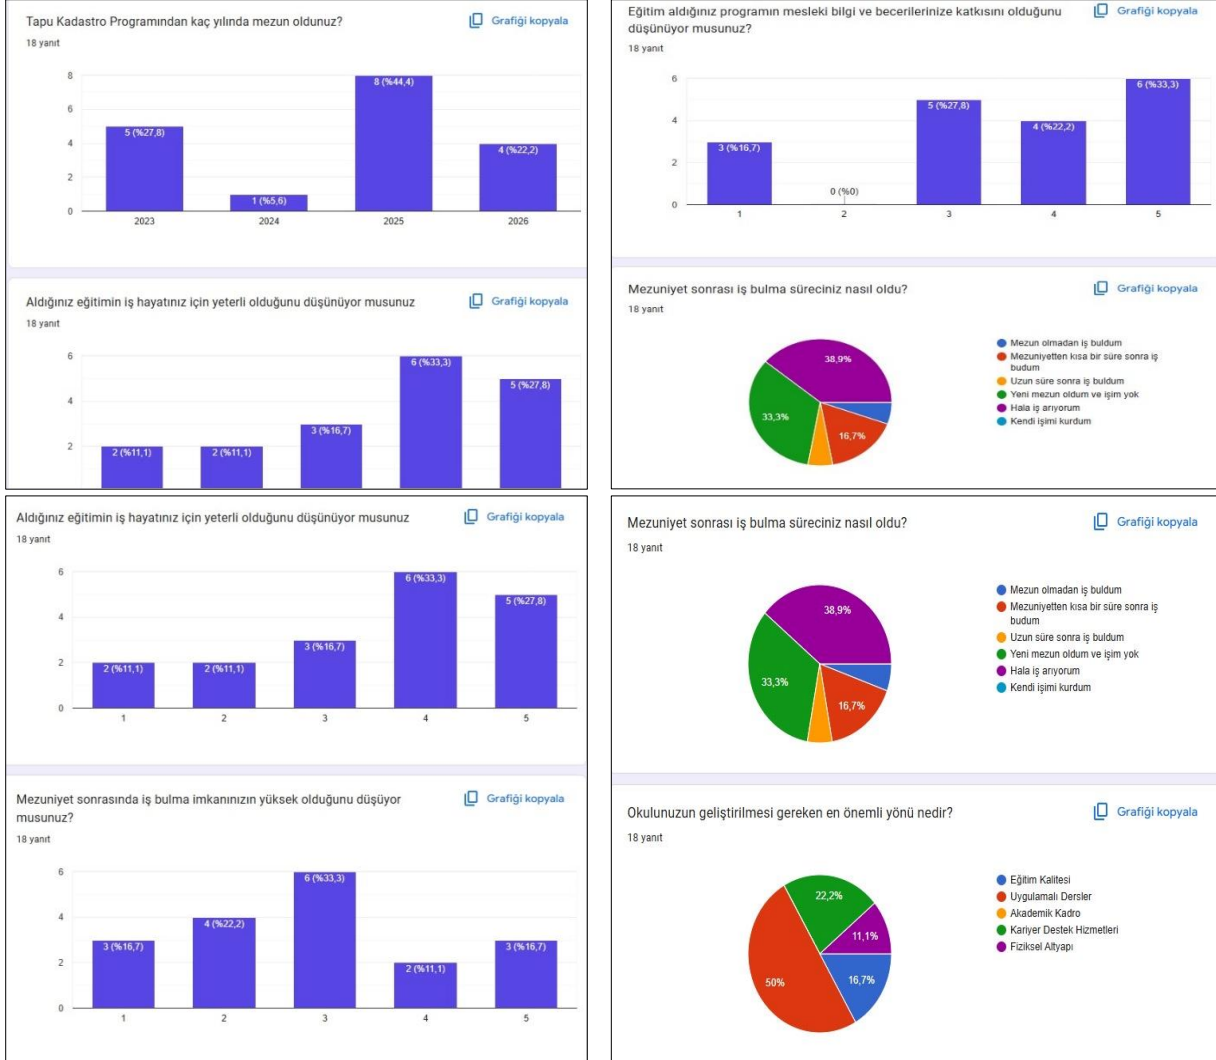 Tapu Kadastro Programından kaç yılında mezun oldunuz?
Grafiği kopyala
18 yanıt
8
6
4
2
0
5 (%27,8)
1 (%5,6)
8 (%44,4)
4 (%22,2)
2023
2024
2025
2026
Aldığınız eğitimin iş hayatınız için yeterli olduğunu düşünüyor musunuz
Grafiği kopyala
18 yanıt
6
4
2
2 (%11,1)
2 (%11,1)
3 (%16,7)
6 (%33,3)
5 (%27,8)
Eğitim aldığınız programın mesleki bilgi ve becerilerinize katkısını olduğunu
düşünüyor musunuz?
Grafiği kopyala
18 yanıt
6
4
2
0
3 (%16,7)
0 (%0)
5 (%27,8)
4 (%22,2)
6 (%33,3)
1
2
3
4
5
Mezuniyet sonrası iş bulma süreciniz nasıl oldu?
Grafiği kopyala
18 yanıt
38,9%
33,3%
16,7%
Mezun olmadan iş buldum
Mezuniyetten kısa bir süre sonra iş
budum
Uzun süre sonra iş buldum
Yeni mezun oldum ve işim yok
Hala iş arıyorum
Kendi işimi kurdum
Aldığınız eğitimin iş hayatınız için yeterli olduğunu düşünüyor musunuz
Grafiği kopyala
18 yanıt
6
4
2
0
2 (%11,1)
2 (%11,1)
3 (%16,7)
6 (%33,3)
5 (%27,8)
1
2
3
4
5
Mezuniyet sonrasında iş bulma imkanınızın yüksek olduğunu düşüyor
musunuz?
Grafiği kopyala
18 yanıt
6
4
2
0
3 (%16,7)
4 (%22,2)
6 (%33,3)
2 (%11,1)
3 (%16,7)
1
2
3
4
5
Mezuniyet sonrası iş bulma süreciniz nasıl oldu?
Grafiği kopyala
18 yanıt
38,9%
33,3%
16,7%
Mezun olmadan iş buldum
Mezuniyetten kısa bir süre sonra iş
budum
Uzun süre sonra iş buldum
Yeni mezun oldum ve işim yok
Hala iş arıyorum
Kendi işimi kurdum
Okulunuzun geliştirilmesi gereken en önemli yönü nedir?
Grafiği kopyala
18 yanıt
22,2%
11,1%
50%
16,7%
Eğitim Kalitesi
Uygulamalı Dersler
Akademik Kadro
Kariyer Destek Hizmetleri
Fiziksel Altyapı